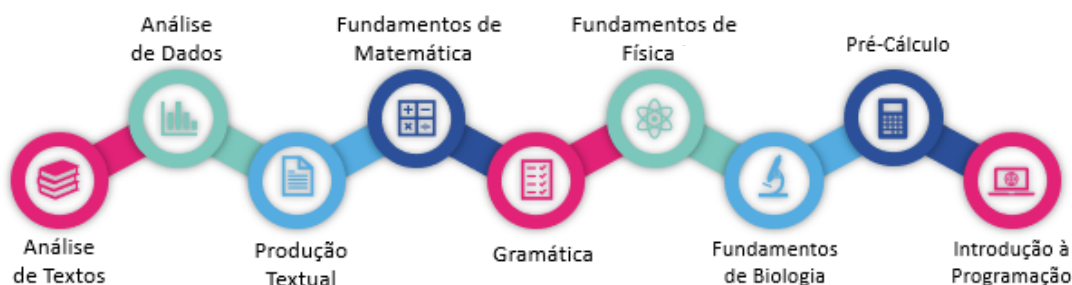 Análise
de Textos
Análise
de Dados
Produção
Textual
Fundamentos de
Matemática
Gramática
Fundamentos de
Física
Fundamentos
de Biologia
Pré-Cálculo
Introdução à
Programação